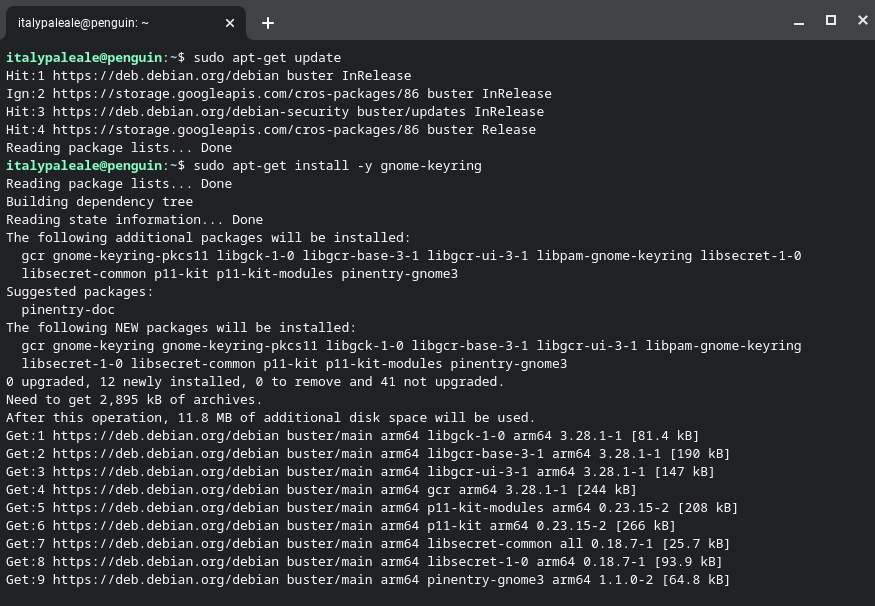 italypaleale@penguin: ~
italypaleale@penguin:~$ sudo apt-get update
Hit:1 https://deb.debian.org/debian buster InRelease
Ign:2 https://storage.googleapis.com/cros-packages/86 buster InRelease
Hit:3 https://deb.debian.org/debian-security buster/updates InRelease
Hit:4 https://storage.googleapis.com/cros-packages/86 buster Release
Reading package lists... Done
italypaleale@penguin:~$ sudo apt-get install -y gnome-keyring
Reading package lists... Done
Building dependency tree
Reading state information... Done
The following additional packages will be installed:
  gcr gnome-keyring-pkcs11 libgck-1-0 libgcr-base-3-1 libgcr-ui-3-1 libpam-gnome-keyring libsecret-1-0
  libsecret-common p11-kit p11-kit-modules pinentry-gnome3
Suggested packages:
  pinentry-doc
The following NEW packages will be installed:
  gcr gnome-keyring gnome-keyring-pkcs11 libgck-1-0 libgcr-base-3-1 libgcr-ui-3-1 libpam-gnome-keyring
  libsecret-1-0 libsecret-common p11-kit p11-kit-modules pinentry-gnome3
0 upgraded, 12 newly installed, 0 to remove and 41 not upgraded.
Need to get 2,895 kB of archives.
After this operation, 11.8 MB of additional disk space will be used.
Get:1 https://deb.debian.org/debian buster/main arm64 libgck-1-0 arm64 3.28.1-1 [81.4 kB]
Get:2 https://deb.debian.org/debian buster/main arm64 libgcr-base-3-1 arm64 3.28.1-1 [190 kB]
Get:3 https://deb.debian.org/debian buster/main arm64 libgcr-ui-3-1 arm64 3.28.1-1 [147 kB]
Get:4 https://deb.debian.org/debian buster/main arm64 gcr arm64 3.28.1-1 [244 kB]
Get:5 https://deb.debian.org/debian buster/main arm64 p11-kit-modules arm64 0.23.15-2 [208 kB]
Get:6 https://deb.debian.org/debian buster/main arm64 p11-kit arm64 0.23.15-2 [266 kB]
Get:7 https://deb.debian.org/debian buster/main arm64 libsecret-common all 0.18.7-1 [25.7 kB]
Get:8 https://deb.debian.org/debian buster/main arm64 libsecret-1-0 arm64 0.18.7-1 [93.9 kB]
Get:9 https://deb.debian.org/debian buster/main arm64 pinentry-gnome3 arm64 1.1.0-2 [64.8 kB]